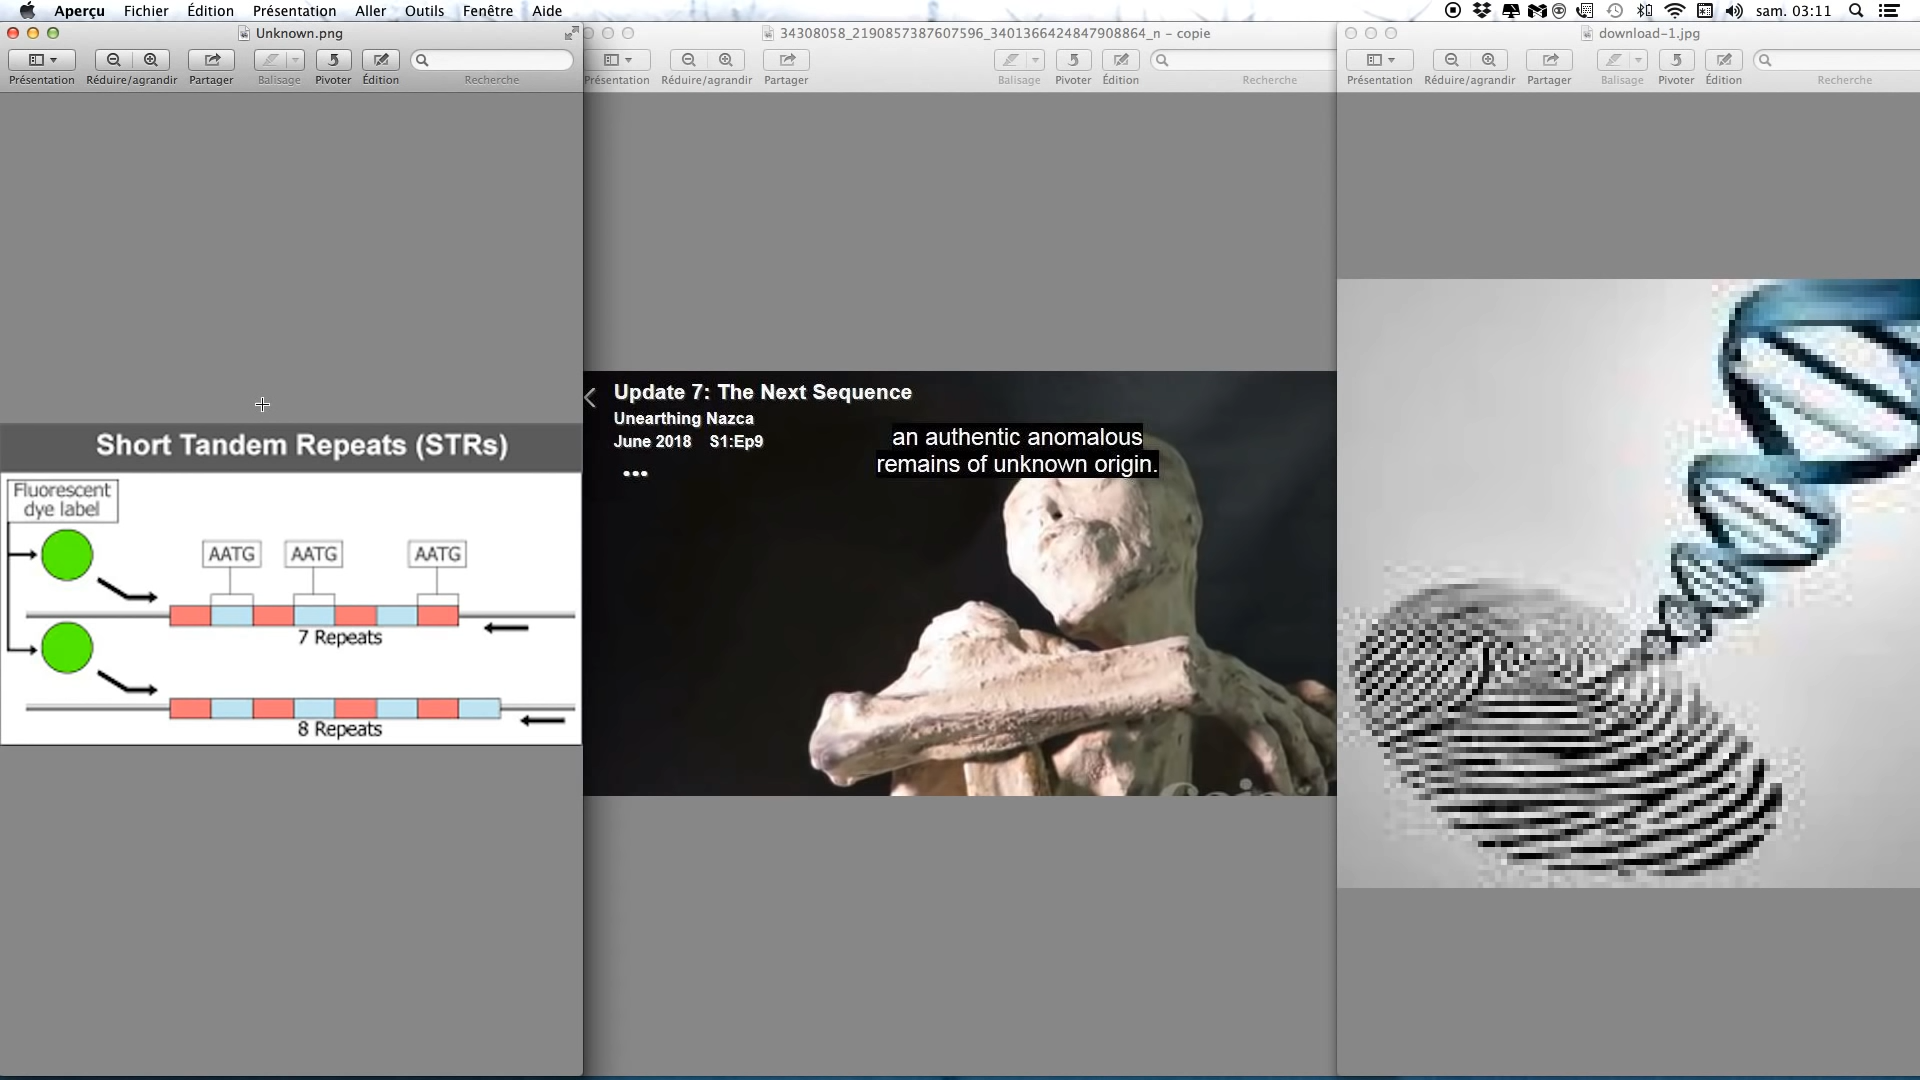 Aperçu Fichier Édition Présentation Aller Outils Fenêtre Aide sam. 03:11
Unknown.png
Présentation Réduire/agrandir Partager Balisage Pivoter Édition Recherche
Short Tandem Repeats (STRs)
Fluorescent
dye label
AATG AATG AATG
7 Repeats
8 Repeats
34308058_2190857387607596_3401366424847908864_n – copie
Présentation Réduire/agrandir Partager Balisage Pivoter Édition Recherche
Update 7: The Next Sequence
Unearthing Nazca
June 2018 S1:Ep9
•••
an authentic anomalous
remains of unknown origin.
download-1.jpg
Présentation Réduire/agrandir Partager Balisage Pivoter Édition Recherche